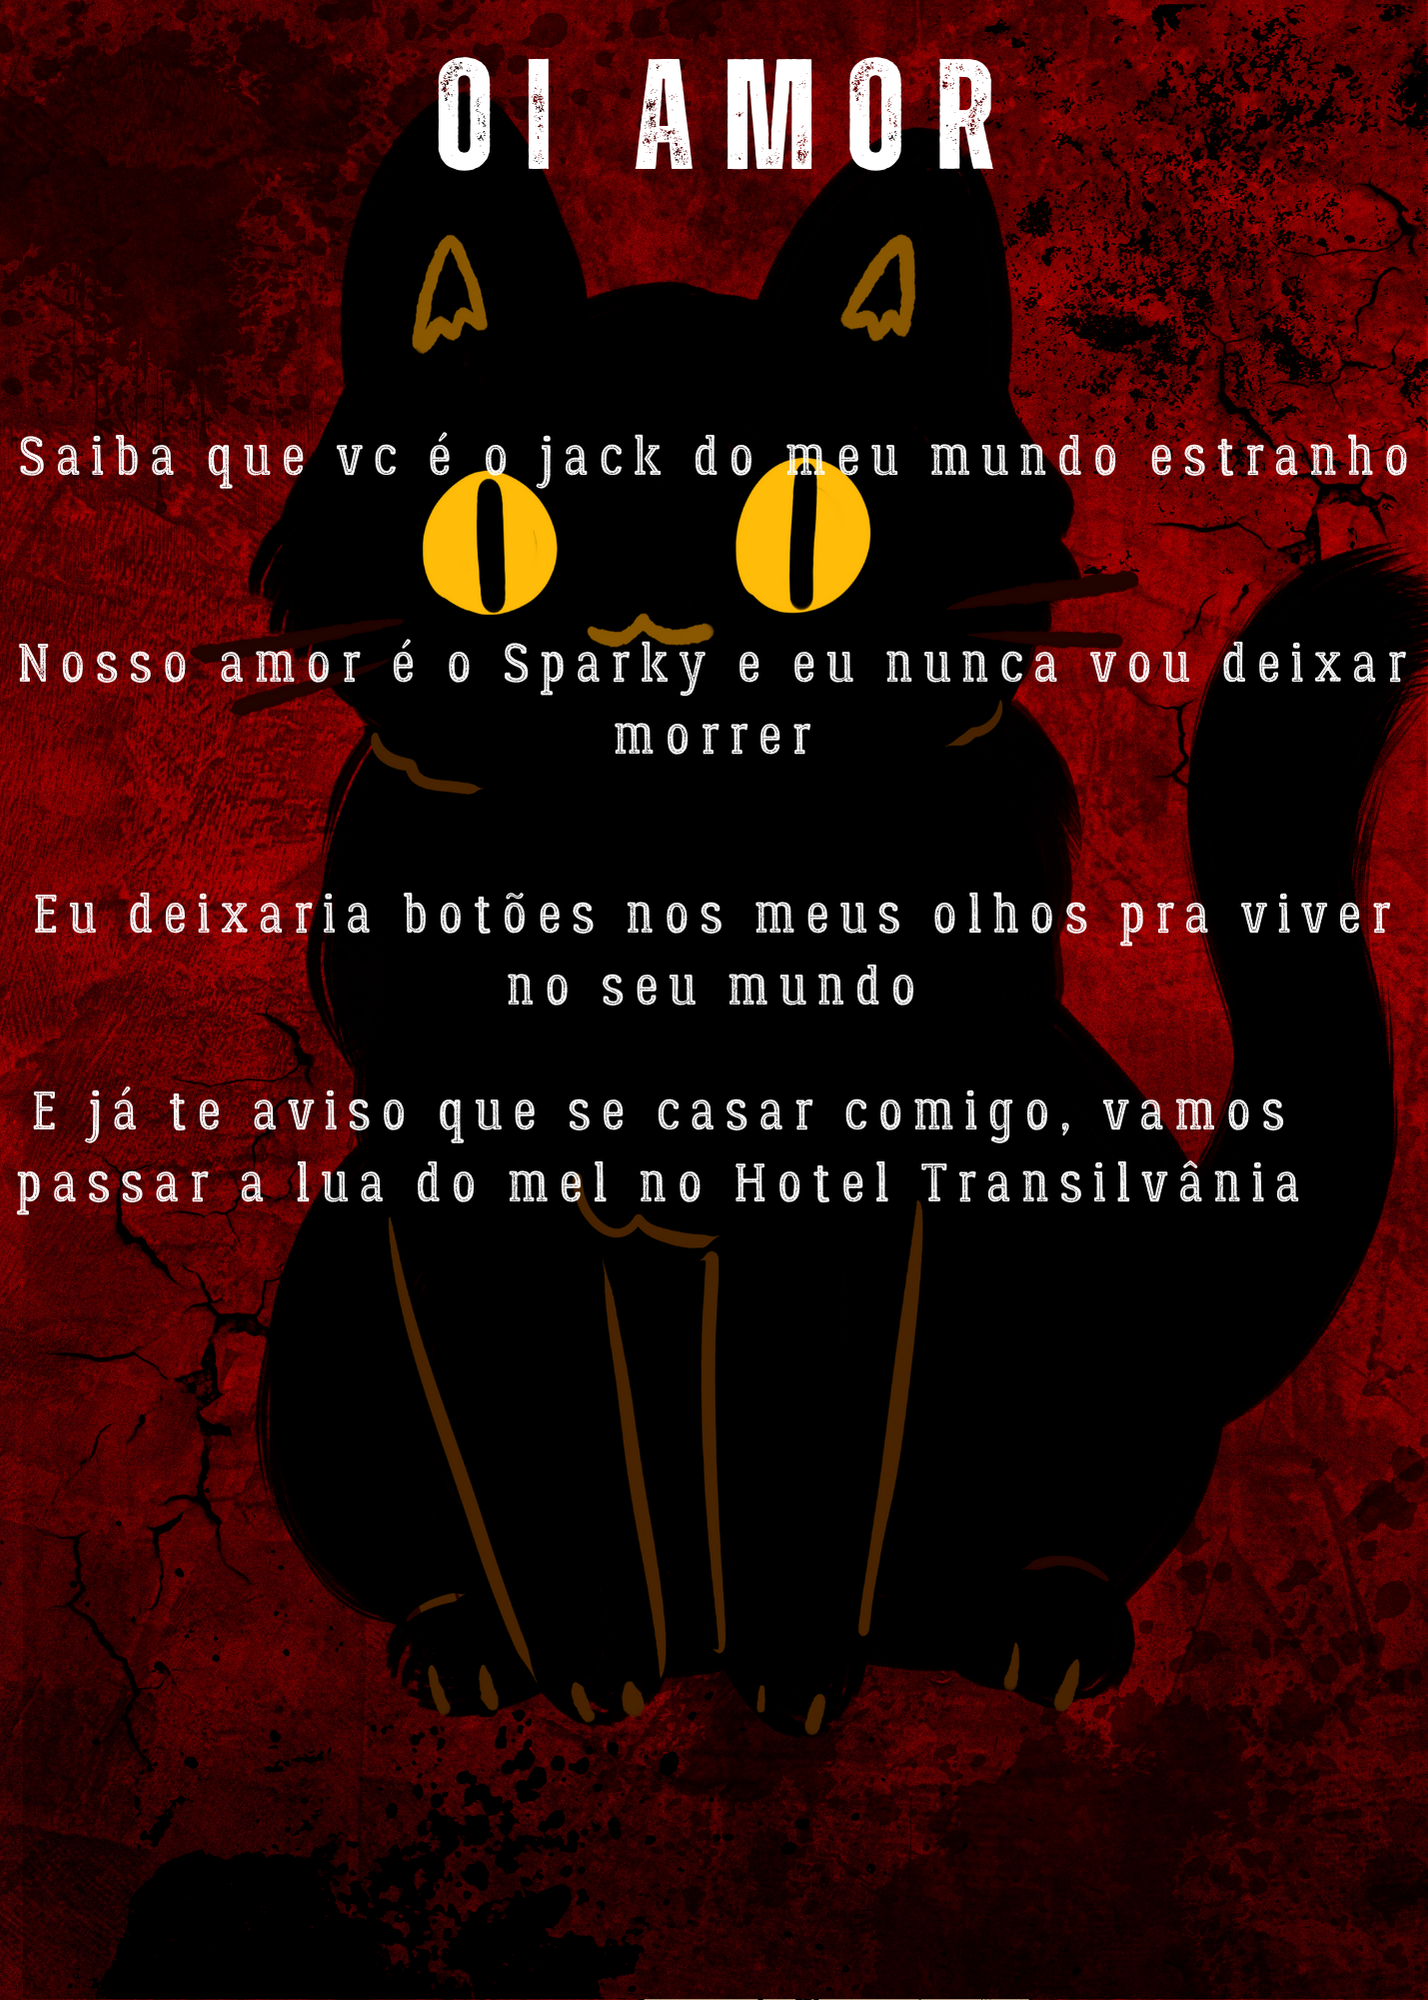 OI AMOR
Saiba que vc é o jack do meu mundo estranho
Nosso amor é o Sparky e eu nunca vou deixar
morrer
Eu deixaria botões nos meus olhos pra viver
no seu mundo
E já te aviso que se casar comigo, vamos
passar a lua do mel no Hotel Transilvânia